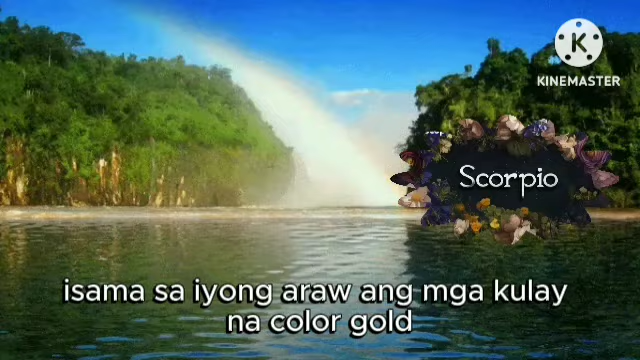 K
KINEMASTER
Scorpio
isama sa iyong araw ang mga kulay
na color gold